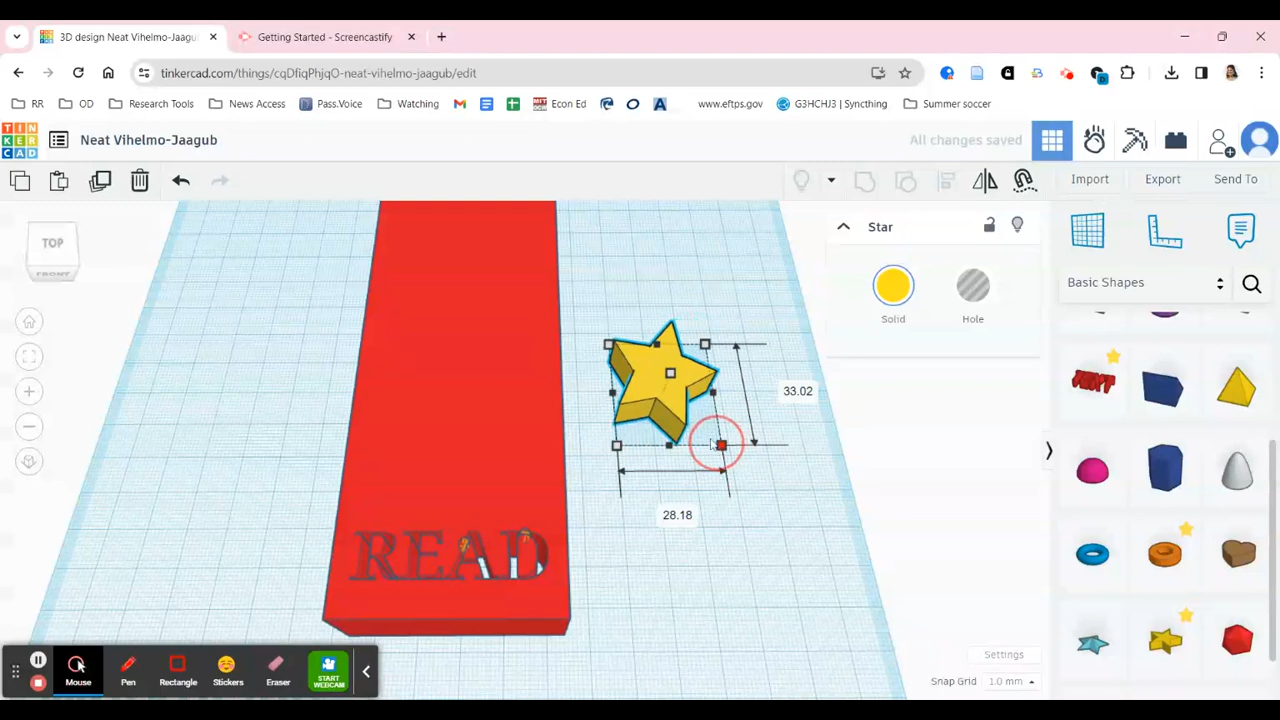 3D design Neat Vihelmo-Jaagu
Getting Started - Screencastify
tinkercad.com/things/cqDfiqPhjqO-neat-vihelmo-jaagub/edit
RR
OD
Research Tools
News Access
Pass.Voice
Watching
Econ Ed
www.eftps.gov
G3HCHJ3 | Syncthing
Summer soccer
TIN
KER
CAD
Neat Vihelmo-Jaagub
All changes saved
Import
Export
Send To
TOP
FRONT
Star
Solid
Hole
Basic Shapes
TEXT
33.02
28.18
READ
Settings
Snap Grid
1.0 mm
Mouse
Pen
Rectangle
Stickers
Eraser
START
WEBCAM